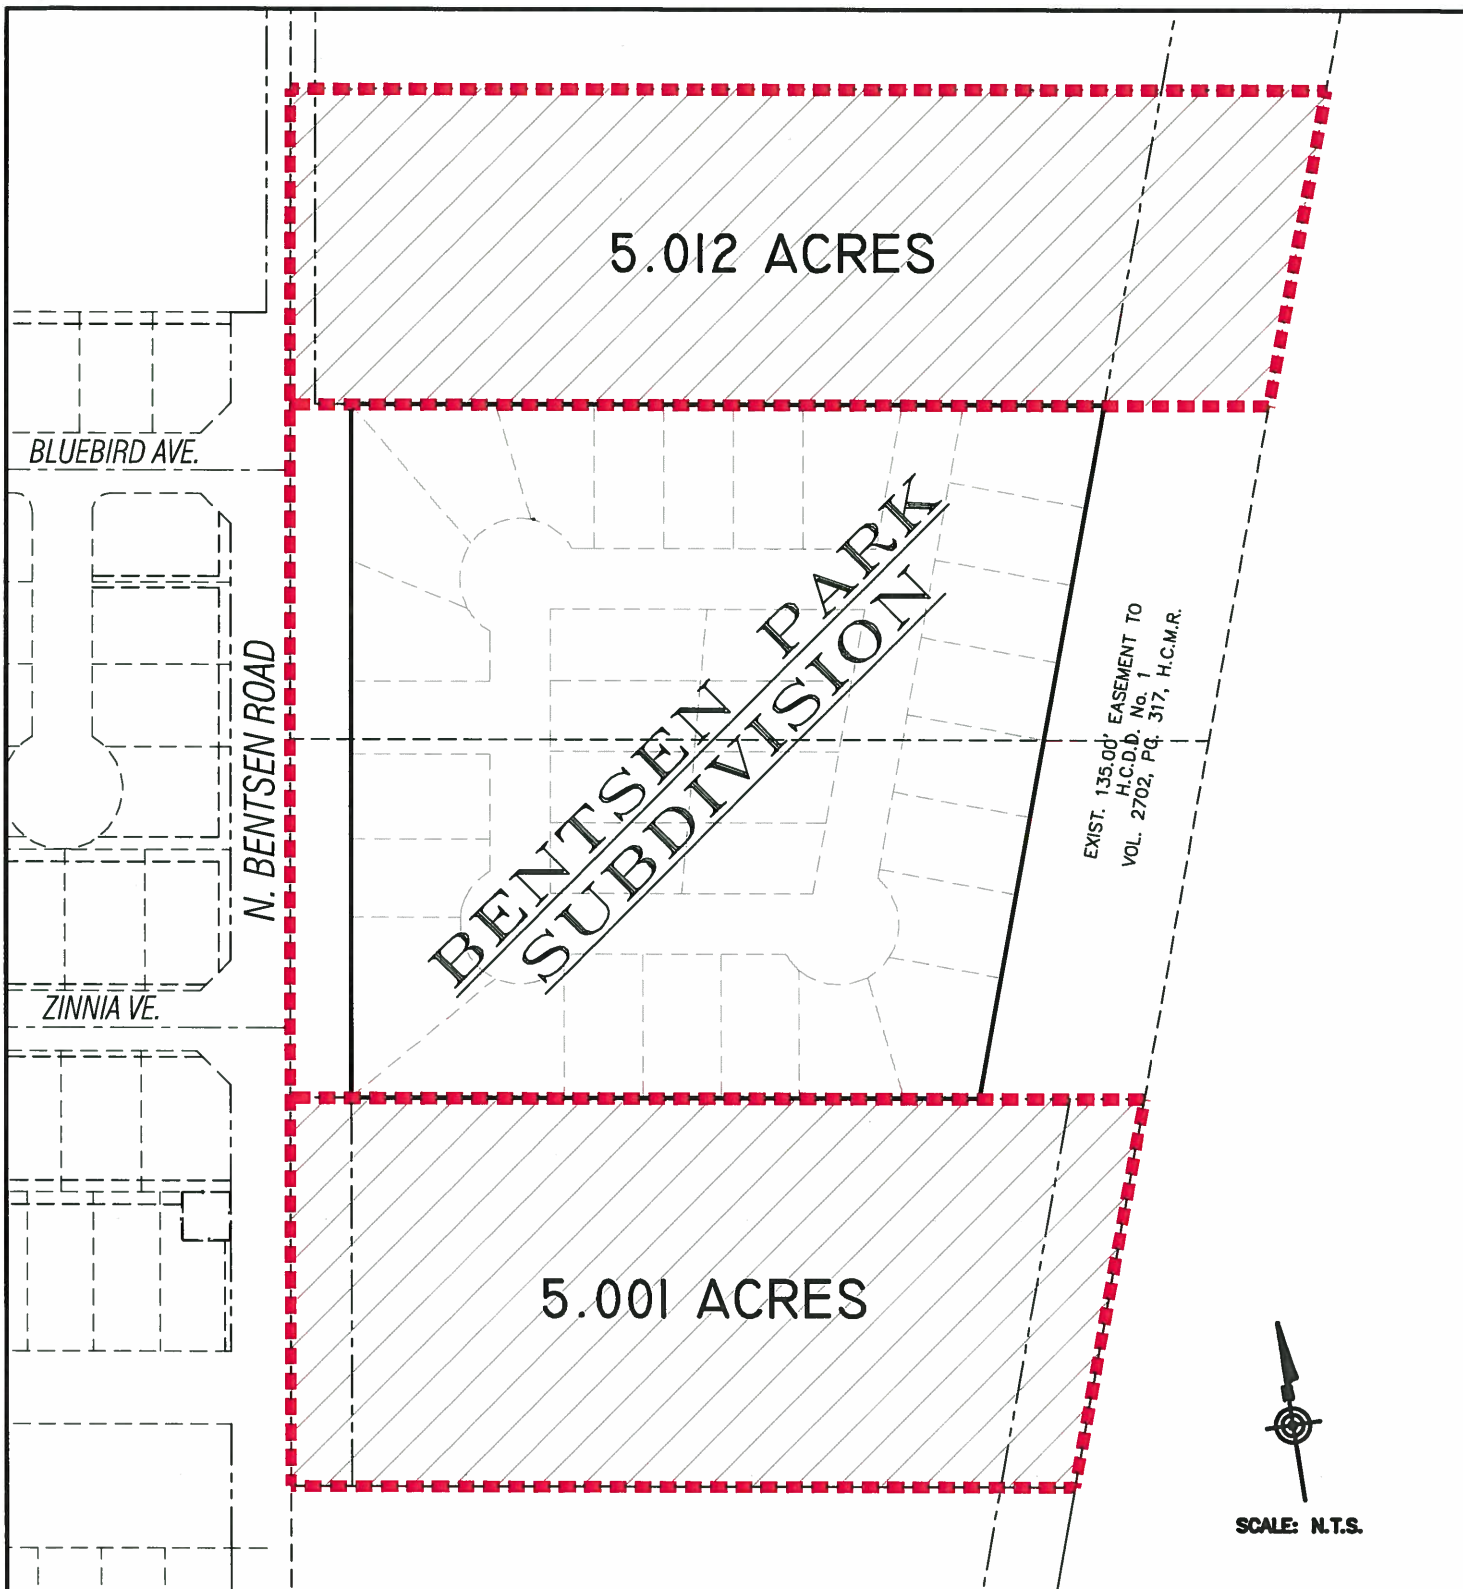 5.012 ACRES
BLUEBIRD AVE.
BENTSEN PARK
SUBDIVISION
N. BENTSEN ROAD
EXIST. 135.00' EASEMENT TO
H.C.D.D. No. 1
VOL. 2702, PG. 317, H.C.M.R.
ZINNIA VE.
5.001 ACRES
SCALE: N.T.S.